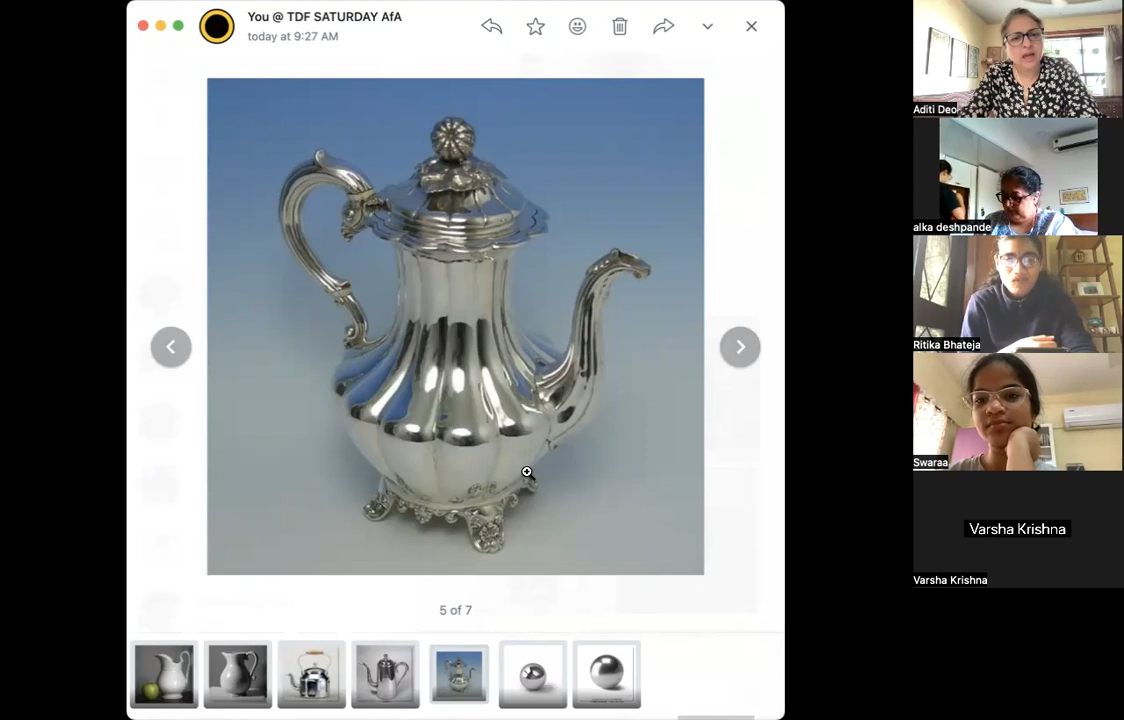 You @ TDF SATURDAY AfA
today at 9:27 AM
5 of 7
Aditi Deo
alka deshpande
Ritika Bhateja
Swaraa
Varsha Krishna
Varsha Krishna